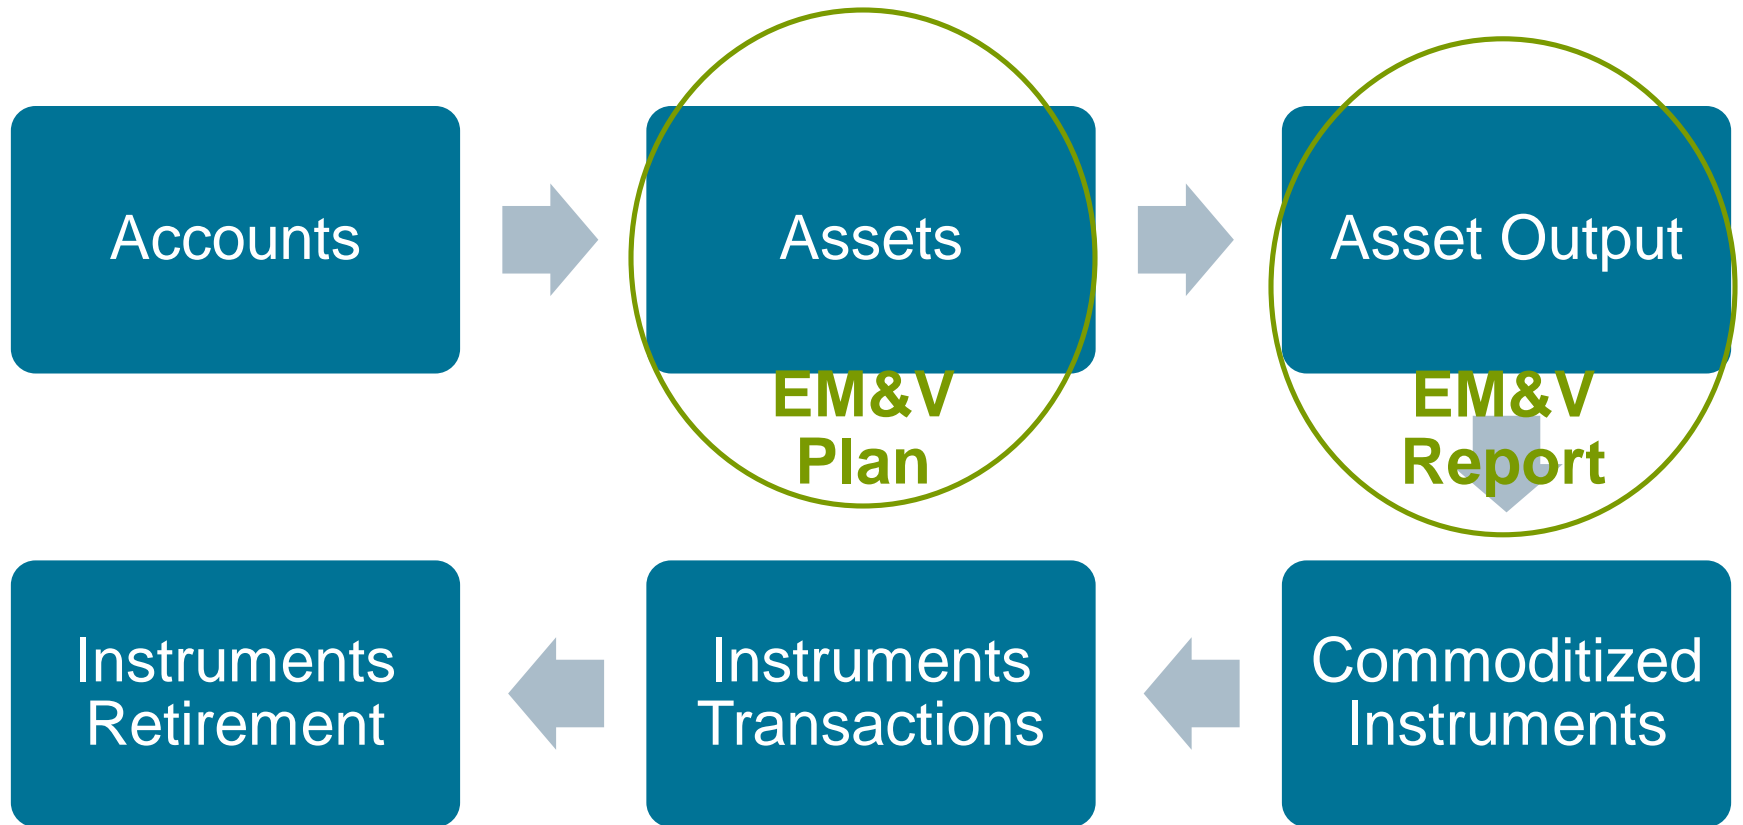 Accounts
Assets
Asset Output
EM&V
Plan
EM&V
Report
Instruments
Retirement
Instruments
Transactions
Commoditized
Instruments